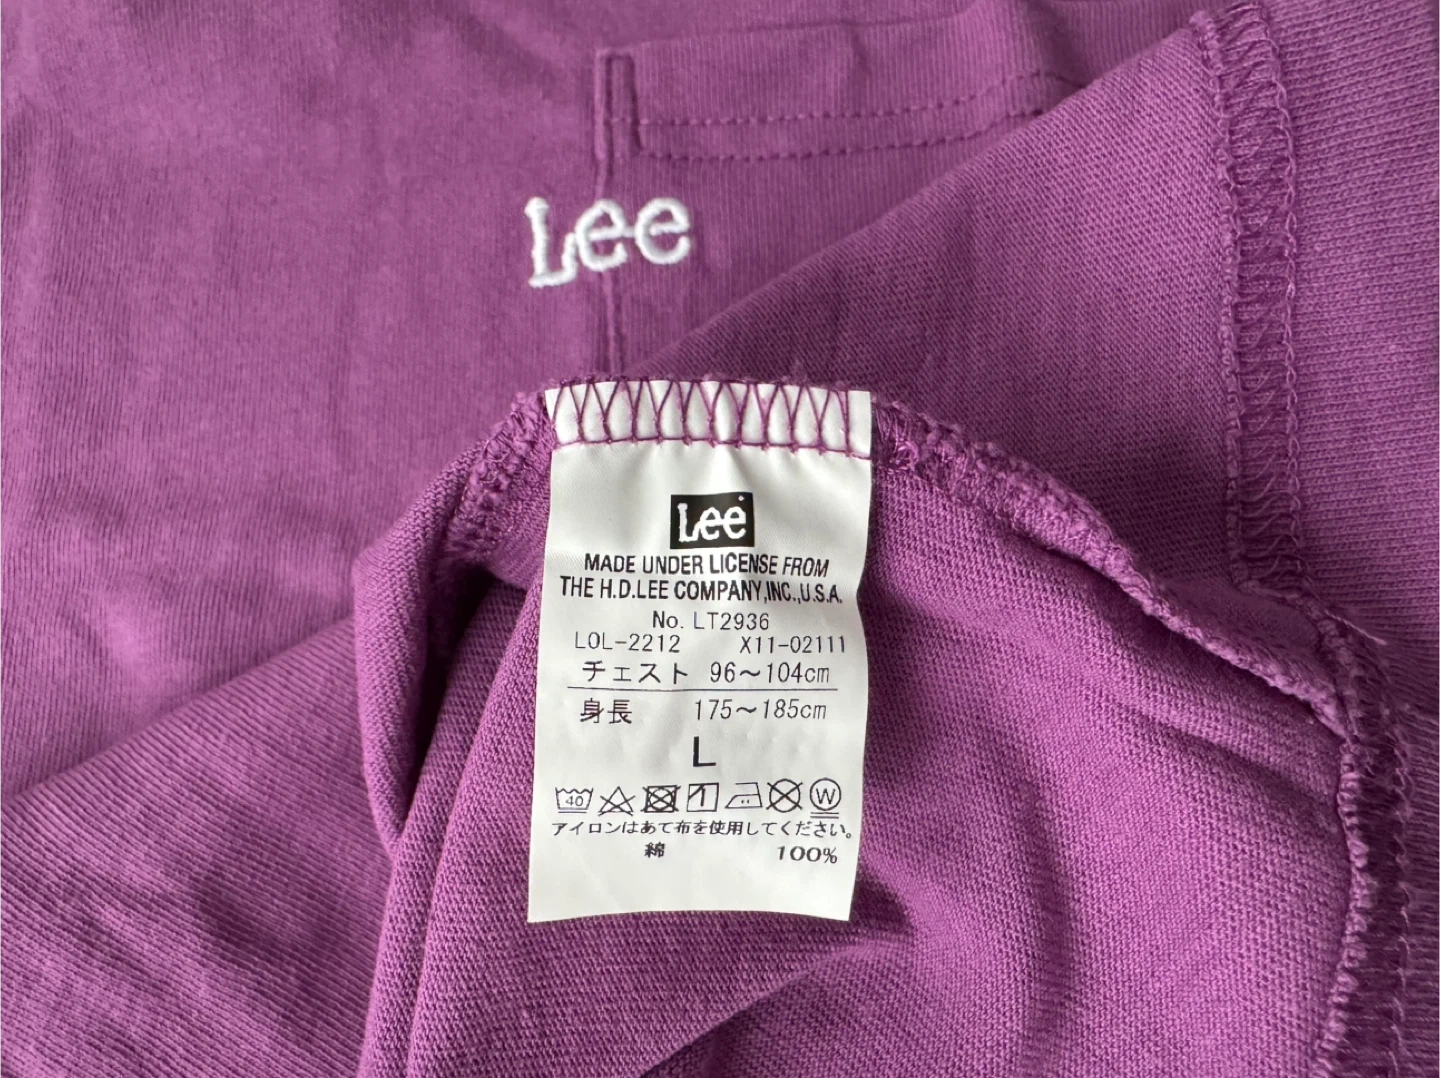 Lee
Lee
MADE UNDER LICENSE FROM
THE H.D.LEE COMPANY,INC.,U.S.A.
No. LT2936
LOL-2212 X11-02111
チェスト 96～104cm
身長 175～185cm
L
40 W
アイロンはあて布を使用してください。
綿 100%